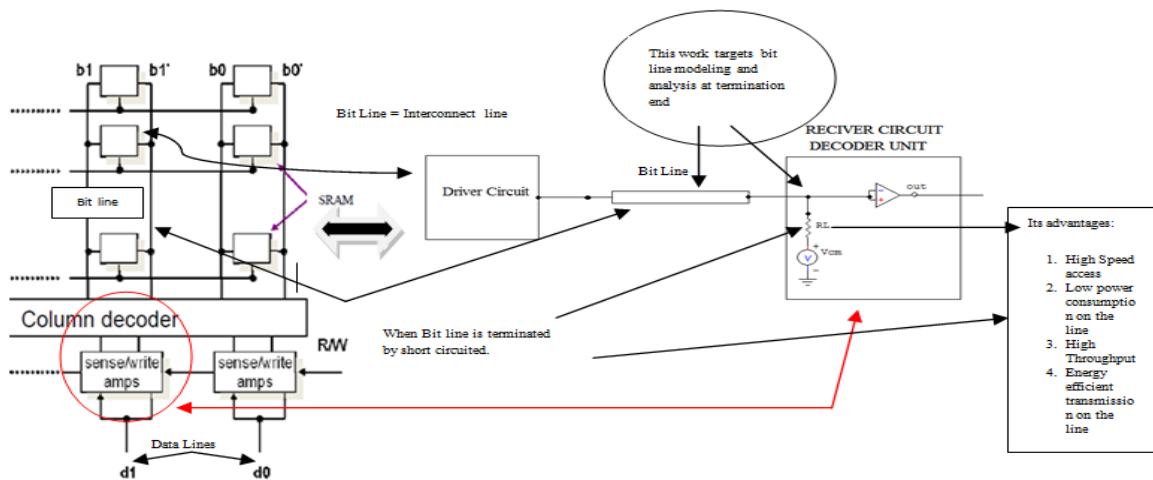 b1
b1'
b0
b0'
Bit line
SRAM
Column decoder
R/W
sense/write
amps
sense/write
amps
Data Lines
d1
d0
Bit Line = Interconnect line
Driver Circuit
This work targets bit
line modeling and
analysis at termination
end
Bit Line
RECIVER CIRCUIT
DECODER UNIT
out
RL
Vcm
V
When Bit line is terminated
by short circuited.
Its advantages:
1. High Speed
access
2. Low power
consumptio
n on the
line
3. High
Throughput
4. Energy
efficient
transmissio
n on the
line